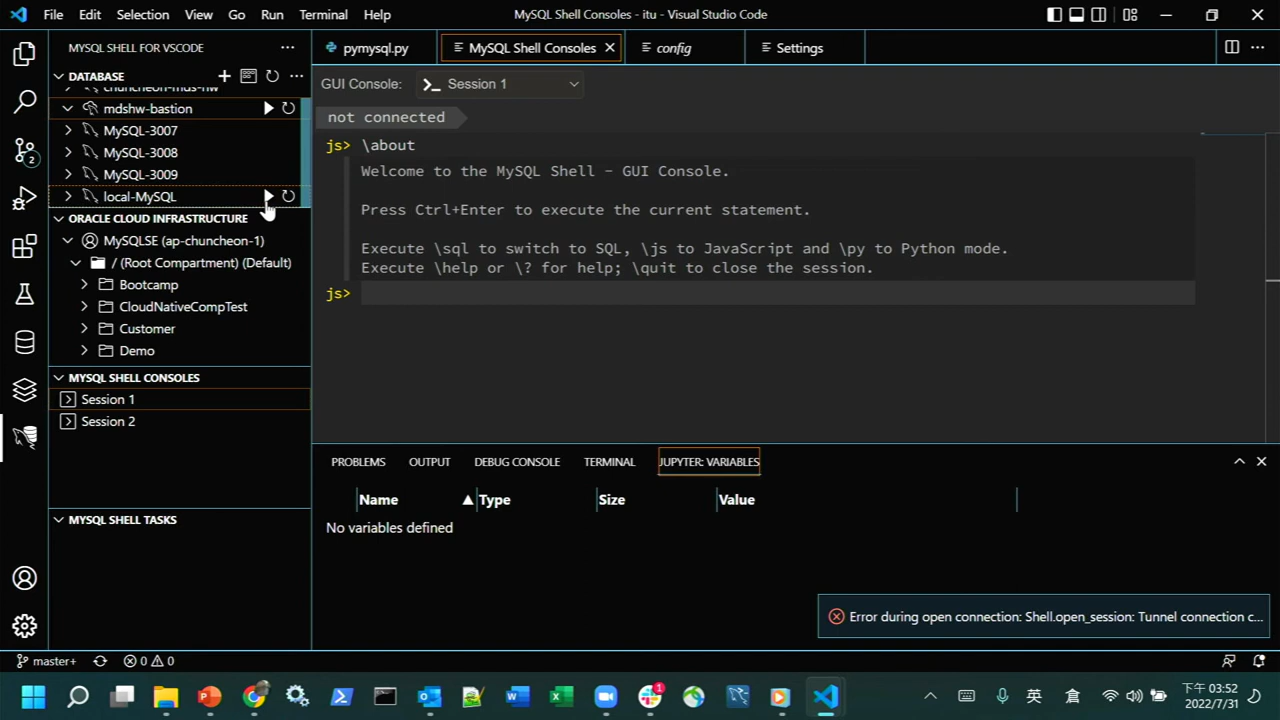 File Edit Selection View Go Run Terminal Help MySQL Shell Consoles - itu - Visual Studio Code
MYSQL SHELL FOR VSCODE
pymysql.py MySQL Shell Consoles config Settings
DATABASE
GUI Console: Session 1
chuncheon-mds-hw
mdshw-bastion
not connected
MySQL-3007
js> \about
MySQL-3008
Welcome to the MySQL Shell - GUI Console.
MySQL-3009
local-MySQL
Press Ctrl+Enter to execute the current statement.
ORACLE CLOUD INFRASTRUCTURE
MySQLSE (ap-chuncheon-1)
Execute \sql to switch to SQL, \js to JavaScript and \py to Python mode.
/ (Root Compartment) (Default)
Execute \help or \? for help; \quit to close the session.
Bootcamp
js>
CloudNativeCompTest
Customer
Demo
MYSQL SHELL CONSOLES
Session 1
Session 2
PROBLEMS OUTPUT DEBUG CONSOLE TERMINAL JUPYTER: VARIABLES
Name Type Size Value
MYSQL SHELL TASKS
No variables defined
2
Error during open connection: Shell.open_session: Tunnel connection c...
master+ 0 0
1
英 倉
下午 03:52
2022/7/31